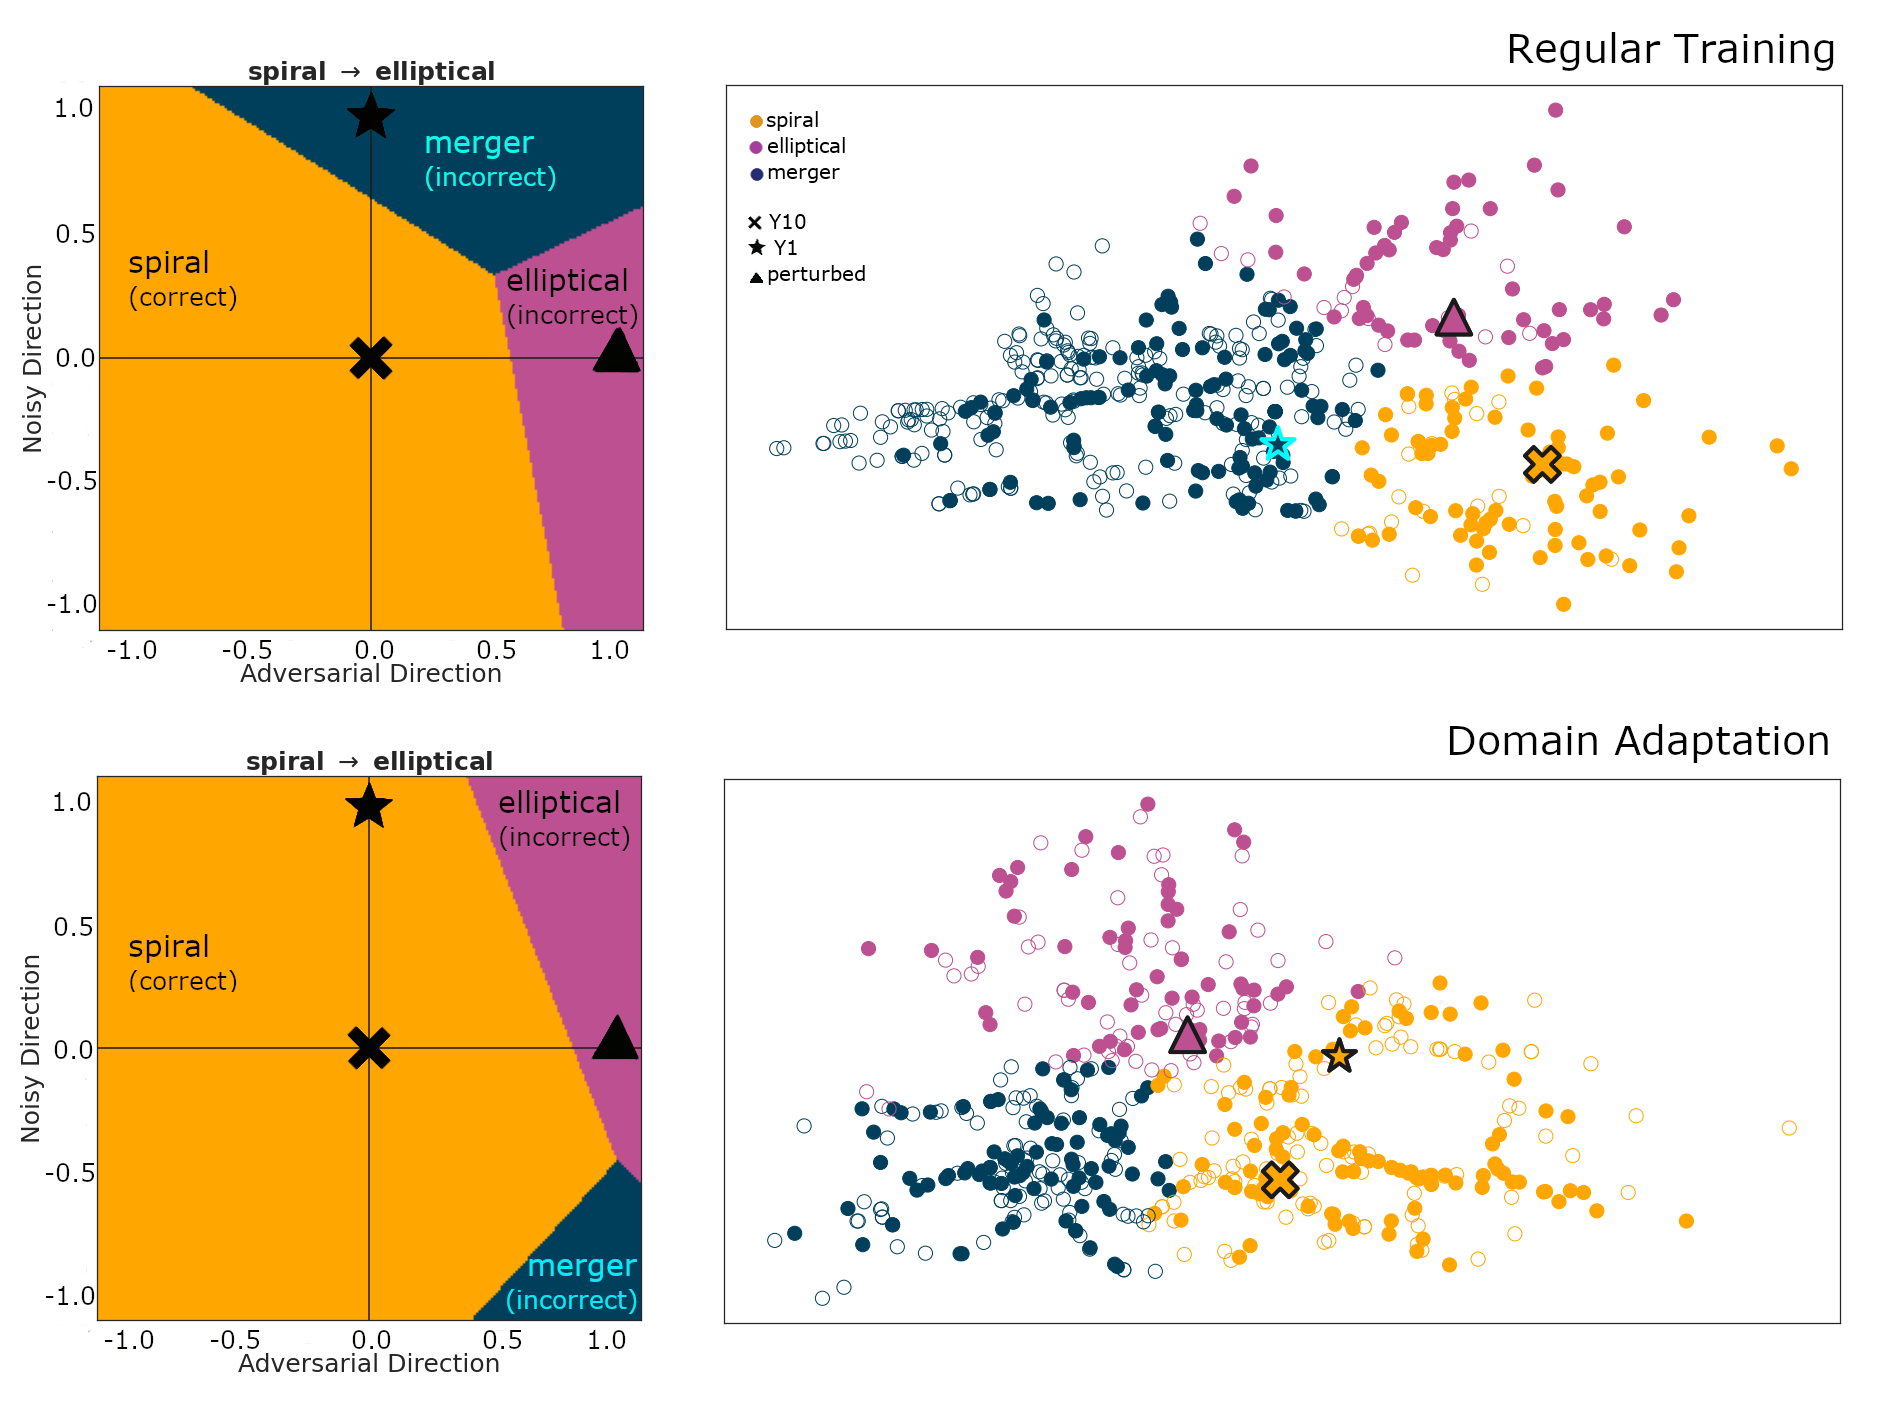 Regular Training
spiral → elliptical
1.0
0.5
0.0
-0.5
-1.0
Noisy Direction
merger
(incorrect)
spiral
(correct)
elliptical
(incorrect)
-1.0 -0.5 0.0 0.5 1.0
Adversarial Direction
spiral
elliptical
merger
Y10
Y1
perturbed
Domain Adaptation
spiral → elliptical
1.0
0.5
0.0
-0.5
-1.0
Noisy Direction
elliptical
(incorrect)
spiral
(correct)
merger
(incorrect)
-1.0 -0.5 0.0 0.5 1.0
Adversarial Direction